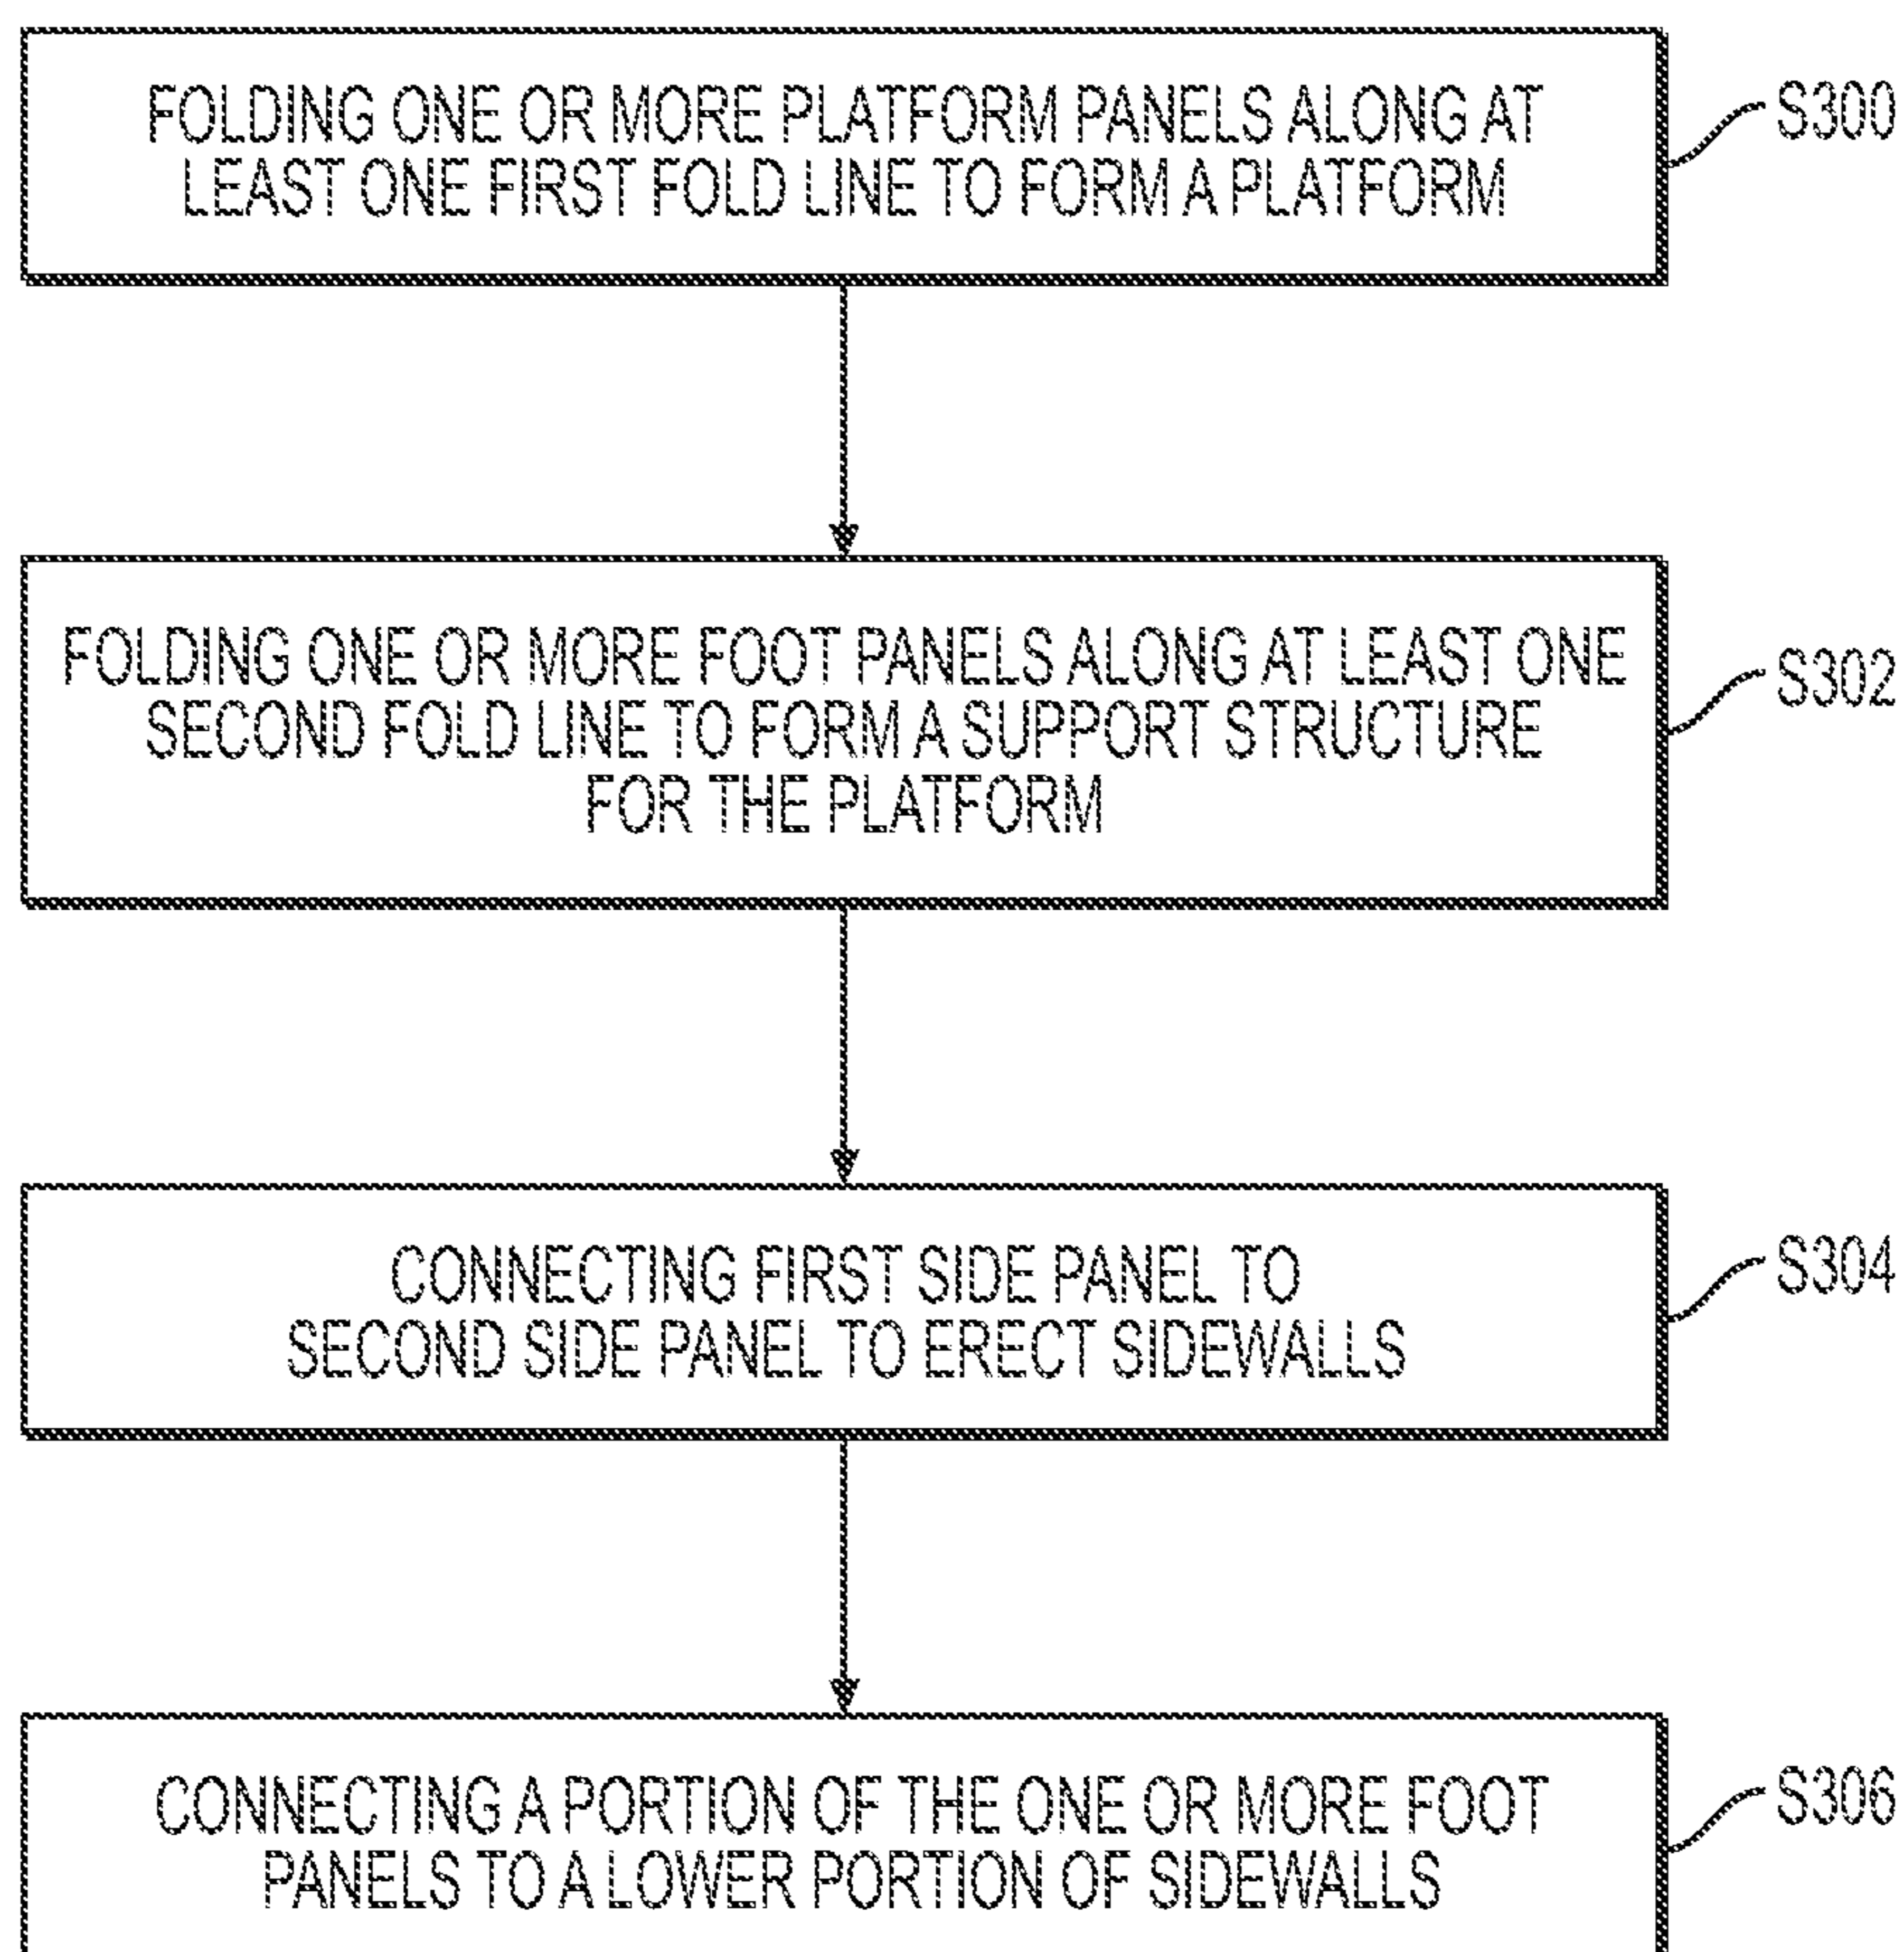 FOLDING ONE OR MORE PLATFORM PANELS ALONG AT
LEAST ONE FIRST FOLD LINE TO FORM A PLATFORM
S300
FOLDING ONE OR MORE FOOT PANELS ALONG AT LEAST ONE
SECOND FOLD LINE TO FORM A SUPPORT STRUCTURE
FOR THE PLATFORM
S302
CONNECTING FIRST SIDE PANEL TO
SECOND SIDE PANEL TO ERECT SIDEWALLS
S304
CONNECTING A PORTION OF THE ONE OR MORE FOOT
PANELS TO A LOWER PORTION OF SIDEWALLS
S306